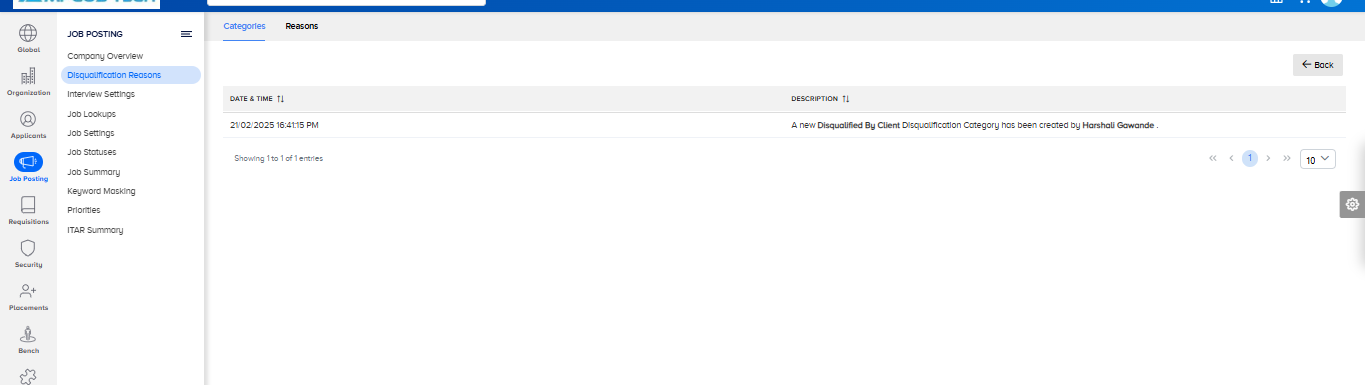 Categories
Reasons
Global
Organization
Applicants
Job Posting
Requisitions
Security
Placements
Bench
JOB POSTING
Company Overview
Disqualification Reasons
Interview Settings
Job Lookups
Job Settings
Job Statuses
Job Summary
Keyword Masking
Priorities
ITAR Summary
Back
DATE & TIME
DESCRIPTION
21/02/2025 16:41:15 PM
A new Disqualified By Client Disqualification Category has been created by Harshali Gawande .
Showing 1 to 1 of 1 entries
« ‹ 1 › »
10